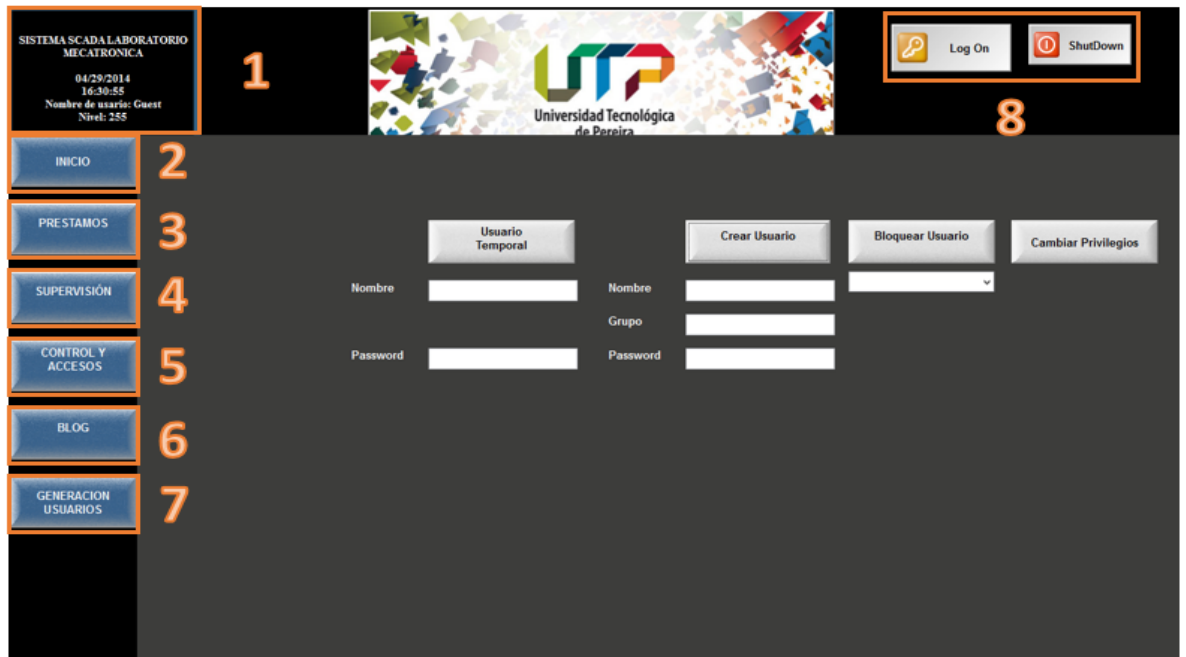 SISTEMA SCADA LABORATORIO
MECATRONICA
04/29/2014
16:30:55
Nombre de usario: Guest
Nivel: 255
1
UTP
Universidad Tecnológica
de Pereira
Log On
ShutDown
8
INICIO
2
PRESTAMOS
3
SUPERVISIÓN
4
CONTROL Y
ACCESOS
5
BLOG
6
GENERACION
USUARIOS
7
Usuario
Temporal
Nombre
Password
Crear Usuario
Nombre
Grupo
Password
Bloquear Usuario
Cambiar Privilegios